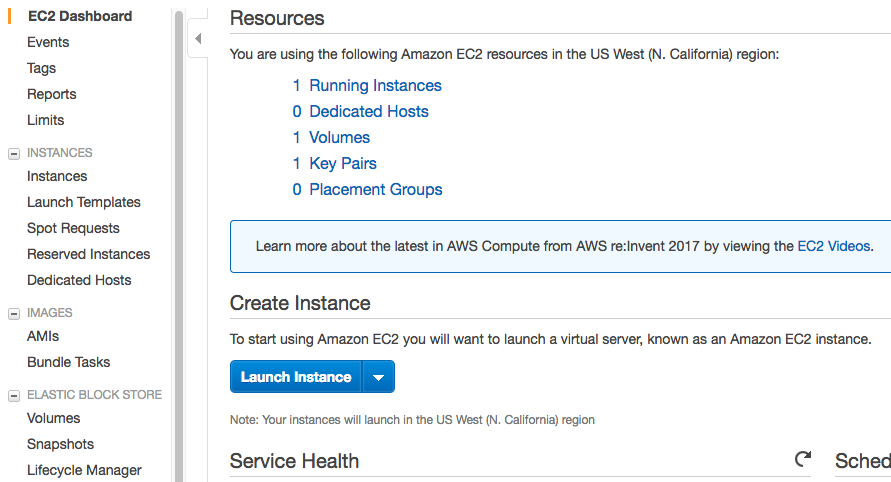 EC2 Dashboard
Events
Tags
Reports
Limits
INSTANCES
Instances
Launch Templates
Spot Requests
Reserved Instances
Dedicated Hosts
IMAGES
AMIs
Bundle Tasks
ELASTIC BLOCK STORE
Volumes
Snapshots
Lifecycle Manager
Resources
You are using the following Amazon EC2 resources in the US West (N. California) region:
1 Running Instances
0 Dedicated Hosts
1 Volumes
1 Key Pairs
0 Placement Groups
Learn more about the latest in AWS Compute from AWS re:Invent 2017 by viewing the EC2 Videos.
Create Instance
To start using Amazon EC2 you will want to launch a virtual server, known as an Amazon EC2 instance.
Launch Instance
Note: Your instances will launch in the US West (N. California) region
Service Health
Sched